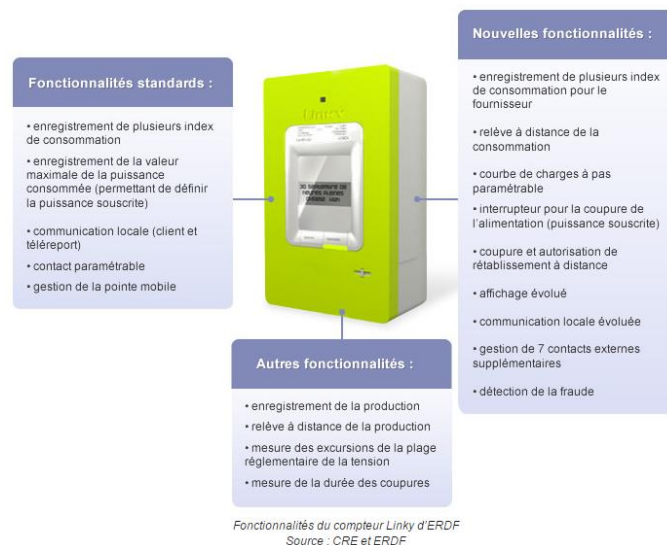 Fonctionnalités standards :
• enregistrement de plusieurs index
de consommation
• enregistrement de la valeur
maximale de la puissance
consommée (permettant de définir
la puissance souscrite)
• communication locale (client et
téléreport)
• contact paramétrable
• gestion de la pointe mobile
Linky
Nouvelles fonctionnalités :
• enregistrement de plusieurs index
de consommation pour le
fournisseur
• relève à distance de la
consommation
• courbe de charges à pas
paramétrable
• interrupteur pour la coupure de
l'alimentation (puissance souscrite)
• coupure et autorisation de
rétablissement à distance
• affichage évolué
• communication locale évoluée
• gestion de 7 contacts externes
supplémentaires
• détection de la fraude
Autres fonctionnalités :
• enregistrement de la production
• relève à distance de la production
• mesure des excursions de la plage
règlementaire de la tension
• mesure de la durée des coupures
Fonctionnalités du compteur Linky d'ERDF
Source : CRE et ERDF